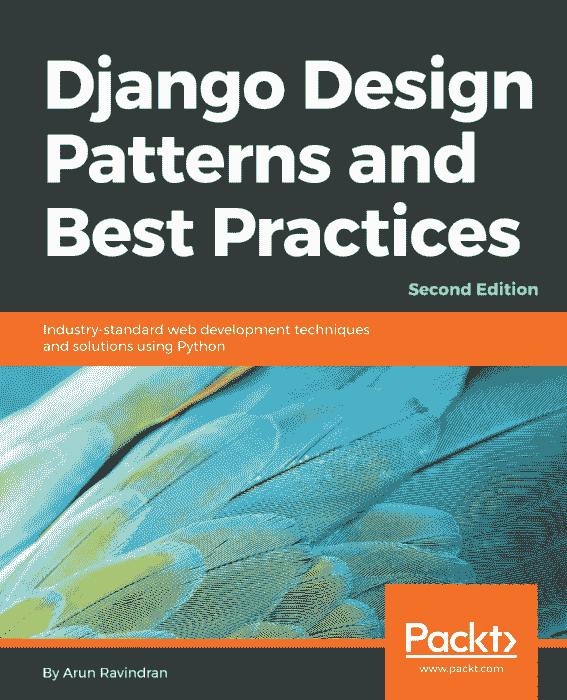 Django Design
Patterns and
Best Practices
Second Edition
Industry-standard web development techniques
and solutions using Python
Packt>
www.packt.com
By Arun Ravindran